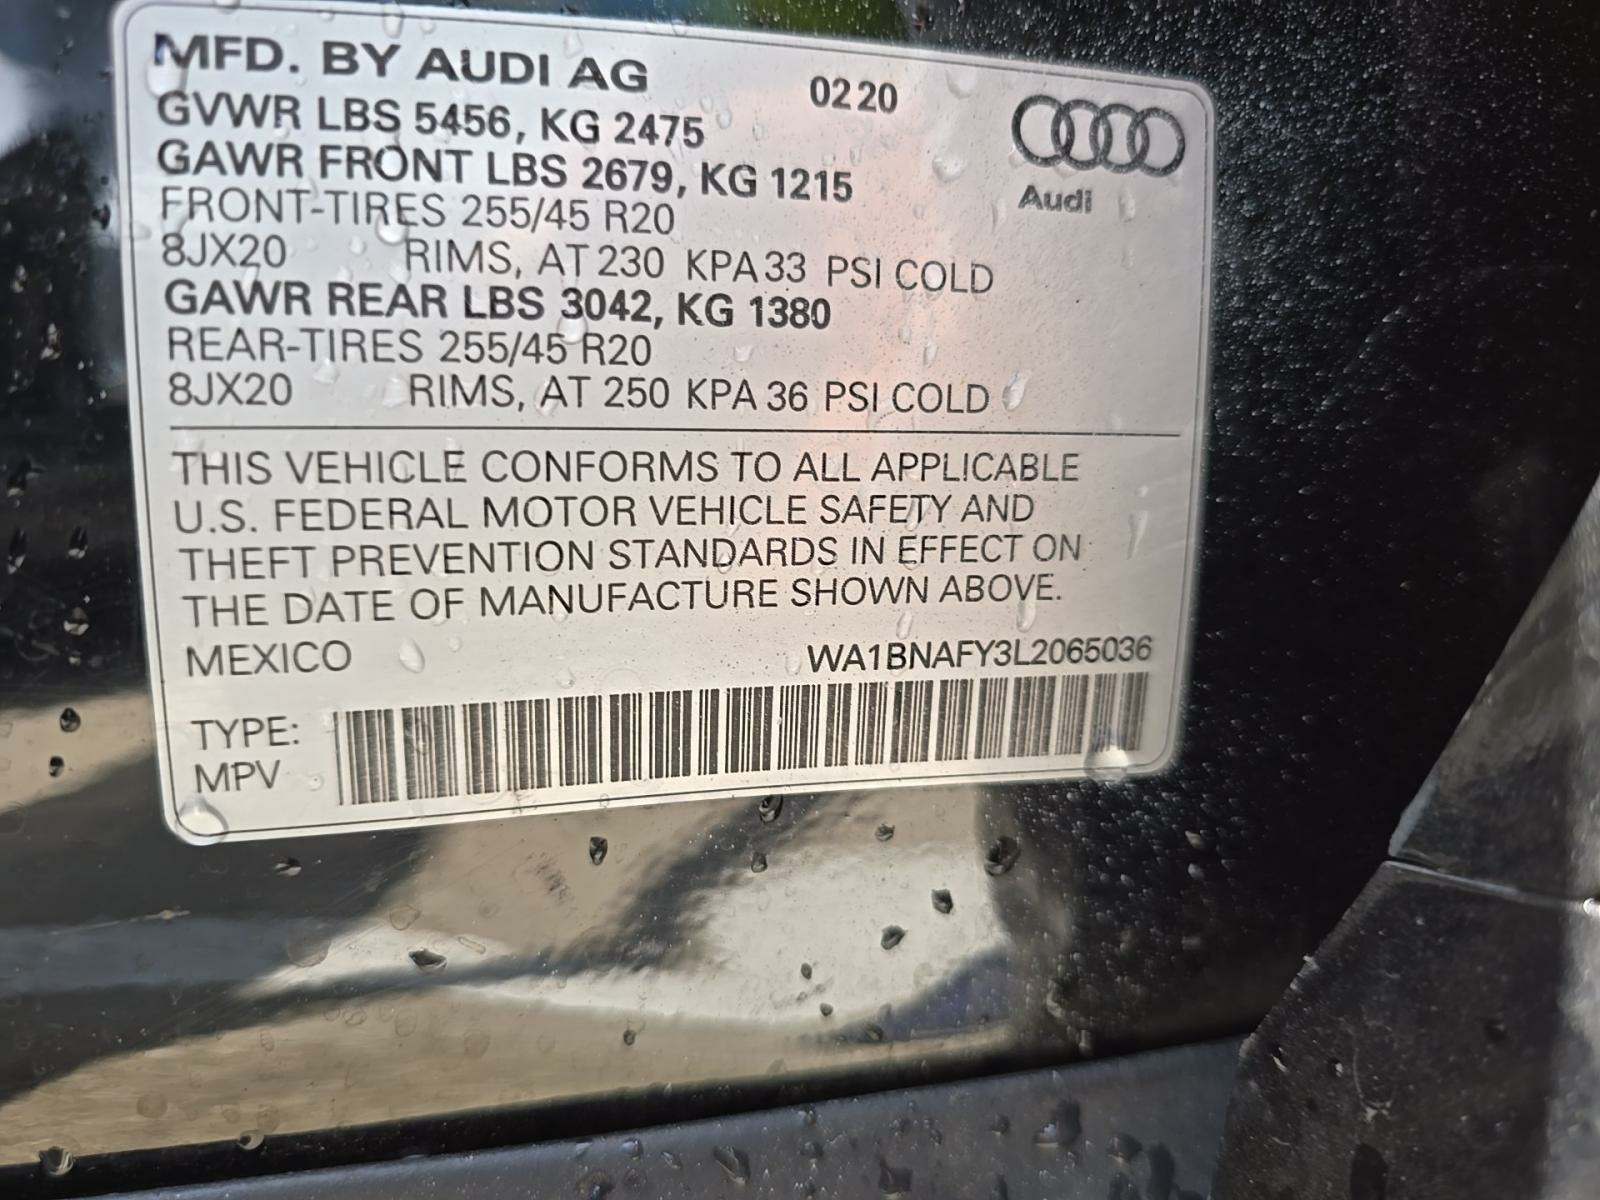 MFD. BY AUDI AG 0220
GVWR LBS 5456, KG 2475
GAWR FRONT LBS 2679, KG 1215
Audi
FRONT-TIRES 255/45 R20
8JX20 RIMS, AT 230 KPA 33 PSI COLD
GAWR REAR LBS 3042, KG 1380
REAR-TIRES 255/45 R20
8JX20 RIMS, AT 250 KPA 36 PSI COLD
THIS VEHICLE CONFORMS TO ALL APPLICABLE
U.S. FEDERAL MOTOR VEHICLE SAFETY AND
THEFT PREVENTION STANDARDS IN EFFECT ON
THE DATE OF MANUFACTURE SHOWN ABOVE.
MEXICO WA1BNAFY3L2065036
TYPE:
MPV